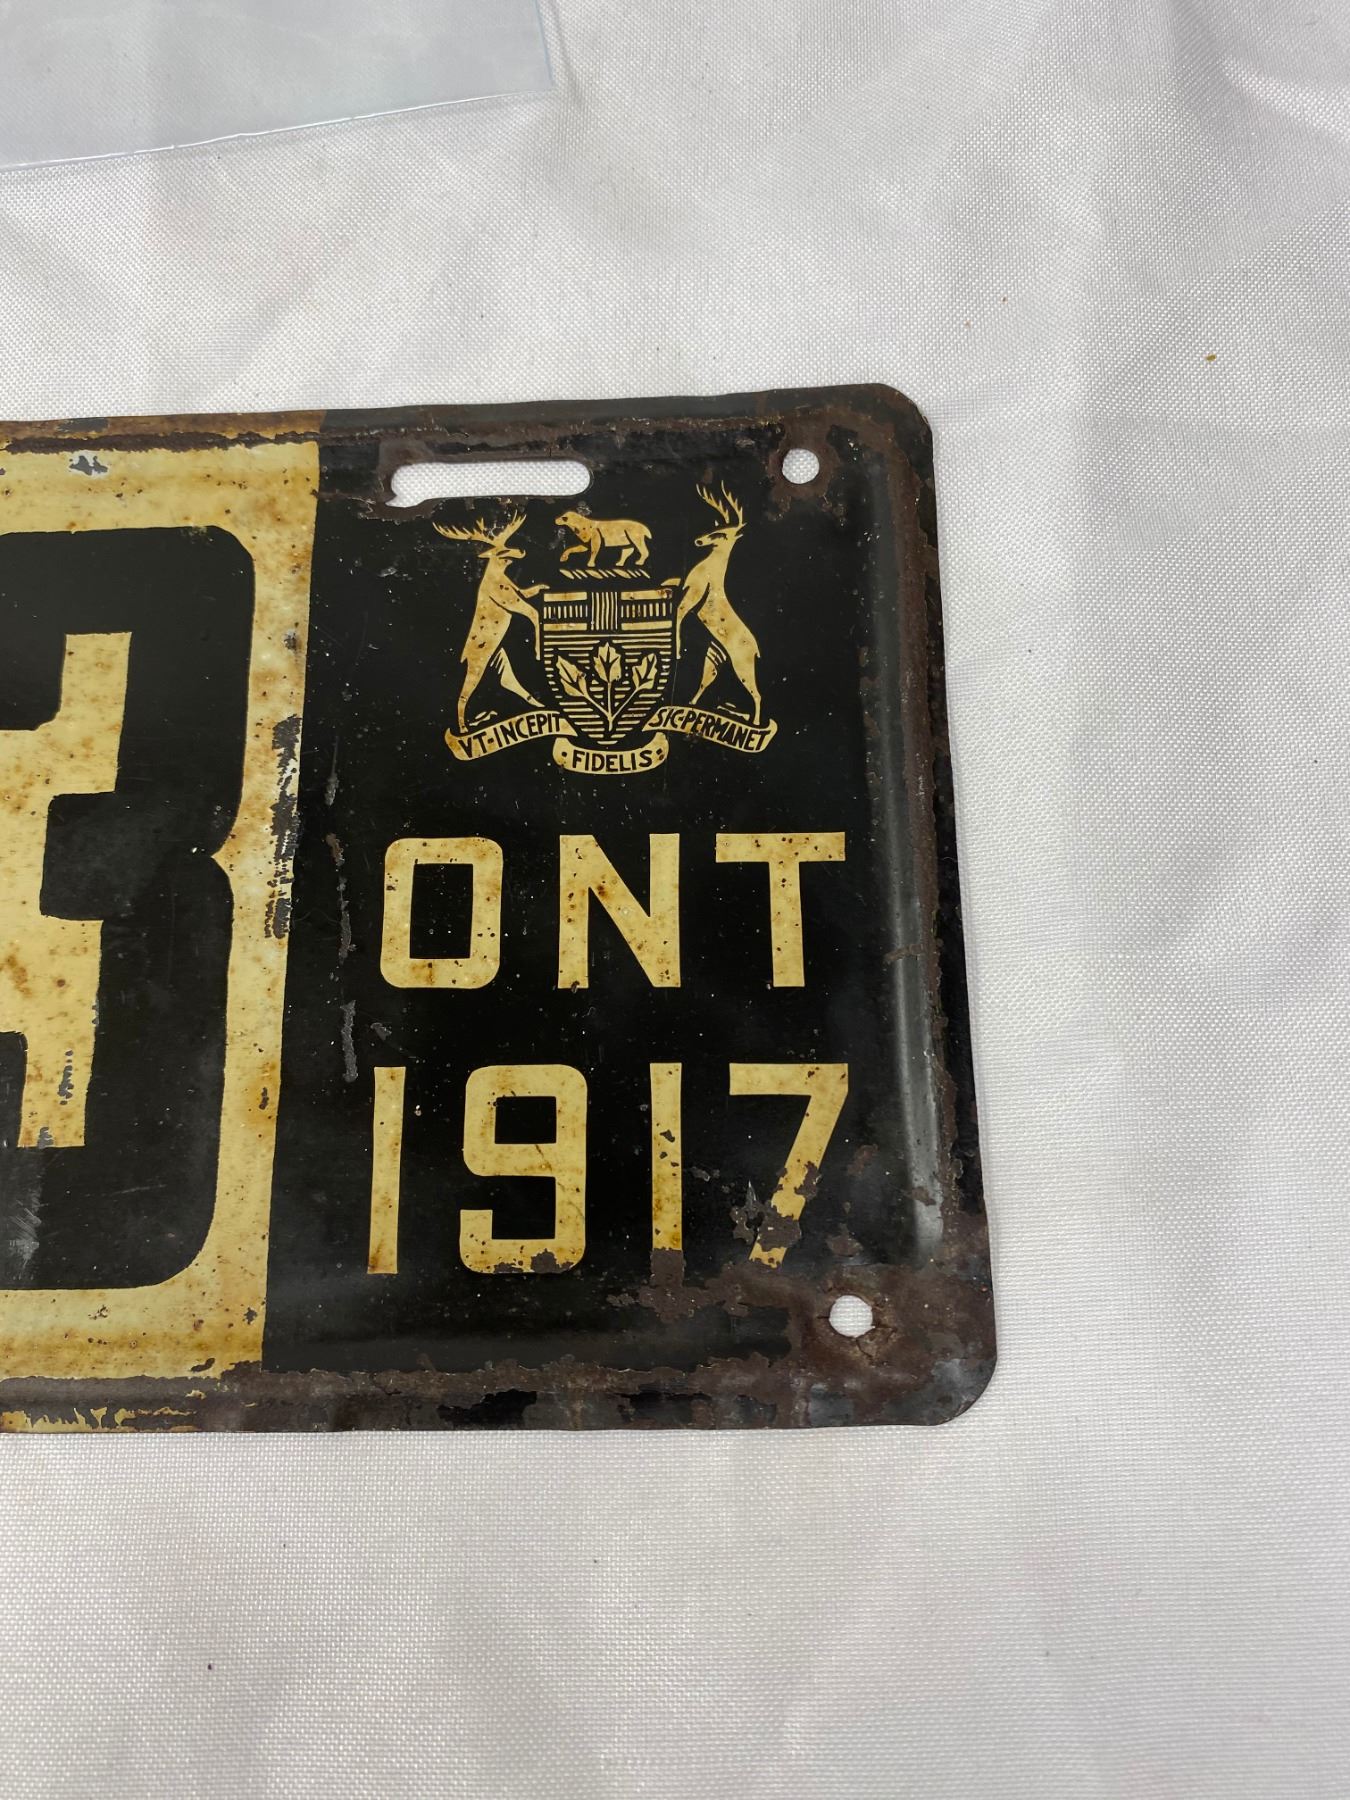 3
VT-INCEPIT FIDELIS SIC-PERMANET
ONT
1917